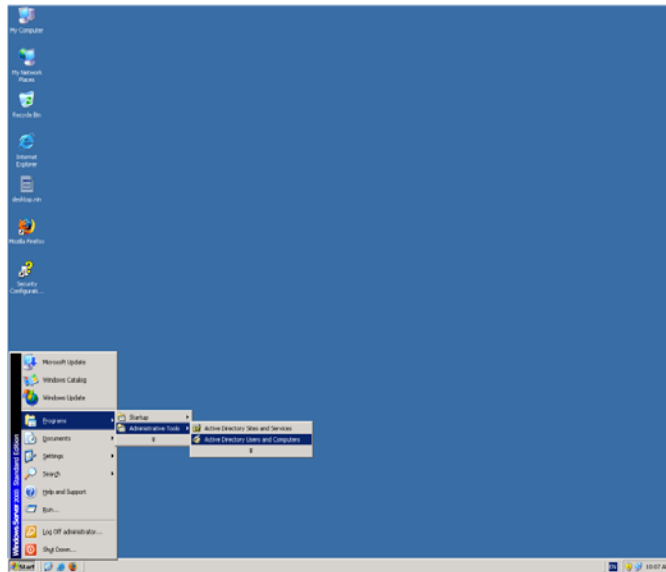 My Computer
My Network
Places
Recycle Bin
Internet
Explorer
desktop.ini
Mozilla Firefox
Security
Configurati...
Microsoft Update
Windows Catalog
Windows Update
Programs
Documents
Settings
Search
Help and Support
Run...
Log Off administrator...
Shut Down...
Windows Server 2003 Standard Edition
Startup
Administrative Tools
Active Directory Sites and Services
Active Directory Users and Computers
Start
EN
10:07 A